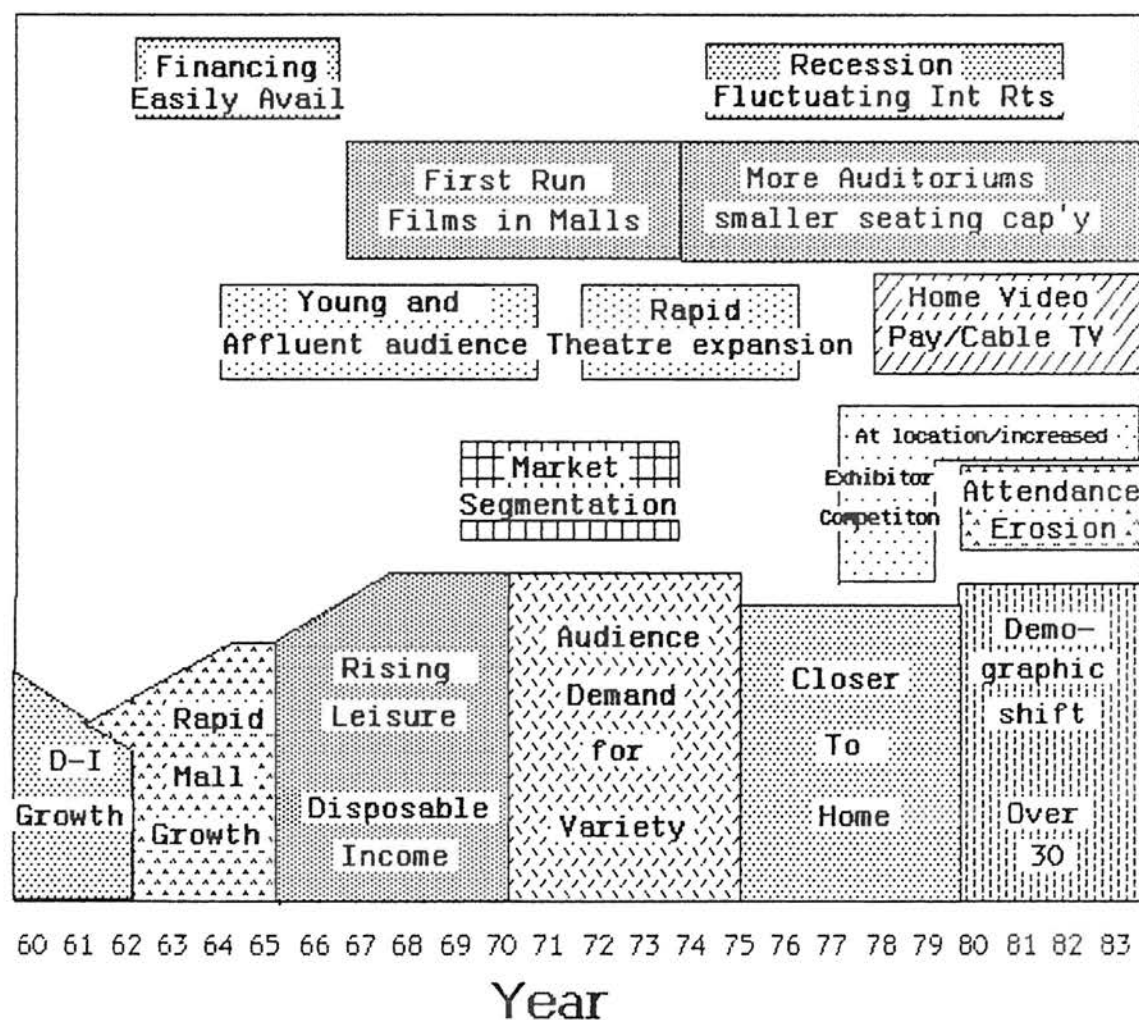 Financing
Easily Avail
Recession
Fluctuating Int Rts
First Run
Films in Malls
More Auditoriums
smaller seating cap'y
Young and
Affluent audience
Rapid
Theatre expansion
Home Video
Pay/Cable TV
Market
Segmentation
At location/increased
Exhibitor
Competiton
Attendance
Erosion
D-I
Growth
Rapid
Mall
Growth
Rising
Leisure
Disposable
Income
Audience
Demand
for
Variety
Closer
To
Home
Demo-
graphic
shift
Over
30
60 61 62 63 64 65 66 67 68 69 70 71 72 73 74 75 76 77 78 79 80 81 82 83
Year